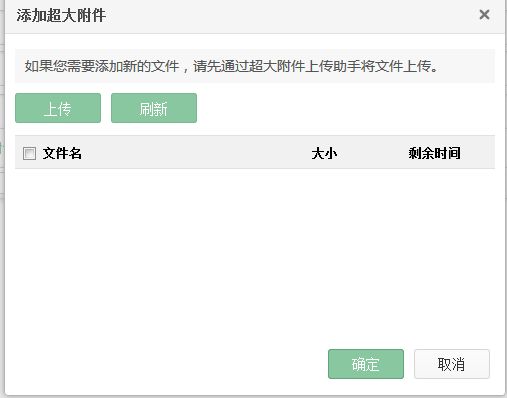 添加超大附件
如果您需要添加新的文件，请先通过超大附件上传助手将文件上传。
上传 刷新
文件名 大小 剩余时间
确定 取消